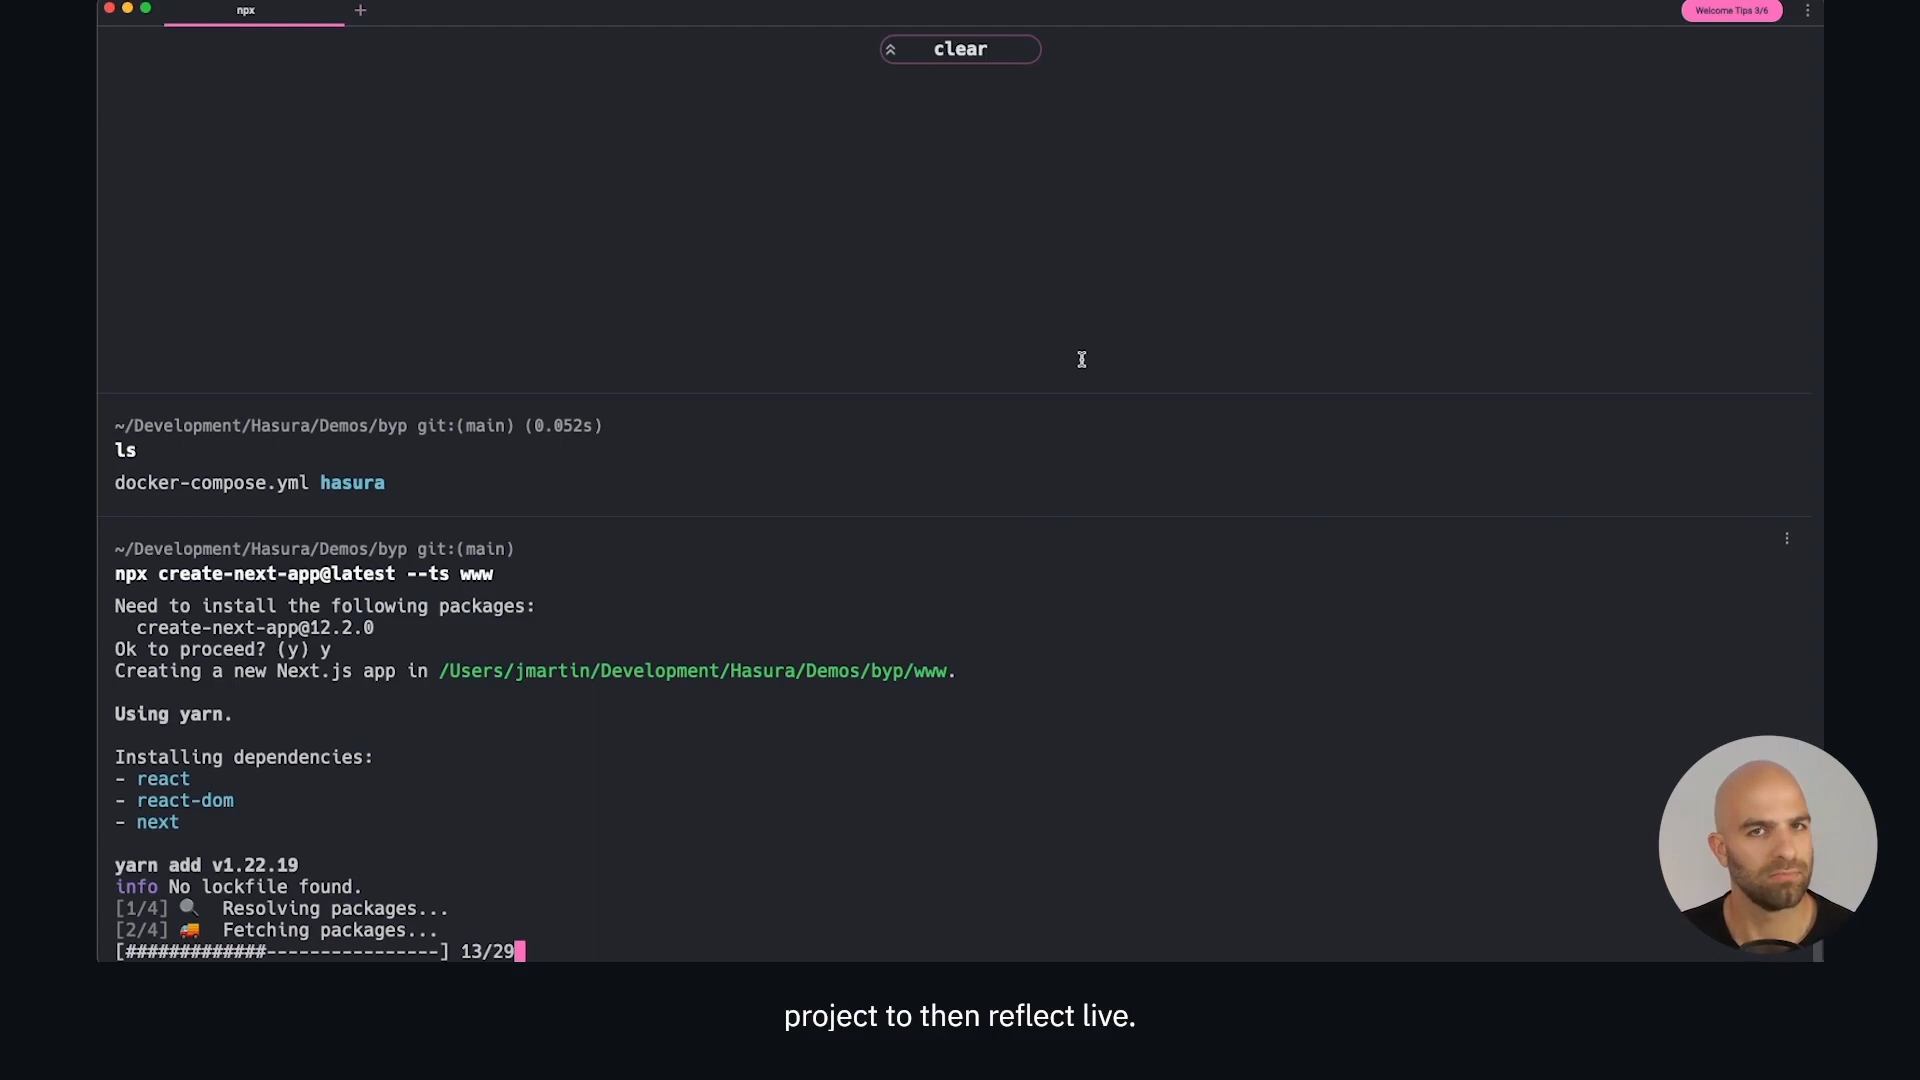 npx
Welcome Tips 3/6
clear
~/Development/Hasura/Demos/byp git:(main) (0.052s)
ls
docker-compose.yml hasura
~/Development/Hasura/Demos/byp git:(main)
npx create-next-app@latest --ts www
Need to install the following packages:
create-next-app@12.2.0
Ok to proceed? (y) y
Creating a new Next.js app in /Users/jmartin/Development/Hasura/Demos/byp/www.
Using yarn.
Installing dependencies:
- react
- react-dom
- next
yarn add v1.22.19
info No lockfile found.
[1/4] 🔍 Resolving packages...
[2/4] 🚚 Fetching packages...
[#############----------------] 13/29
project to then reflect live.